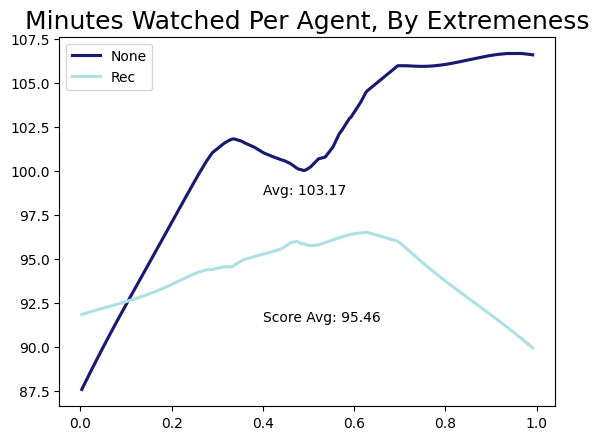 Minutes Watched Per Agent, By Extremeness
107.5
105.0
102.5
100.0
97.5
95.0
92.5
90.0
87.5
None
Rec
Avg: 103.17
Score Avg: 95.46
0.0 0.2 0.4 0.6 0.8 1.0